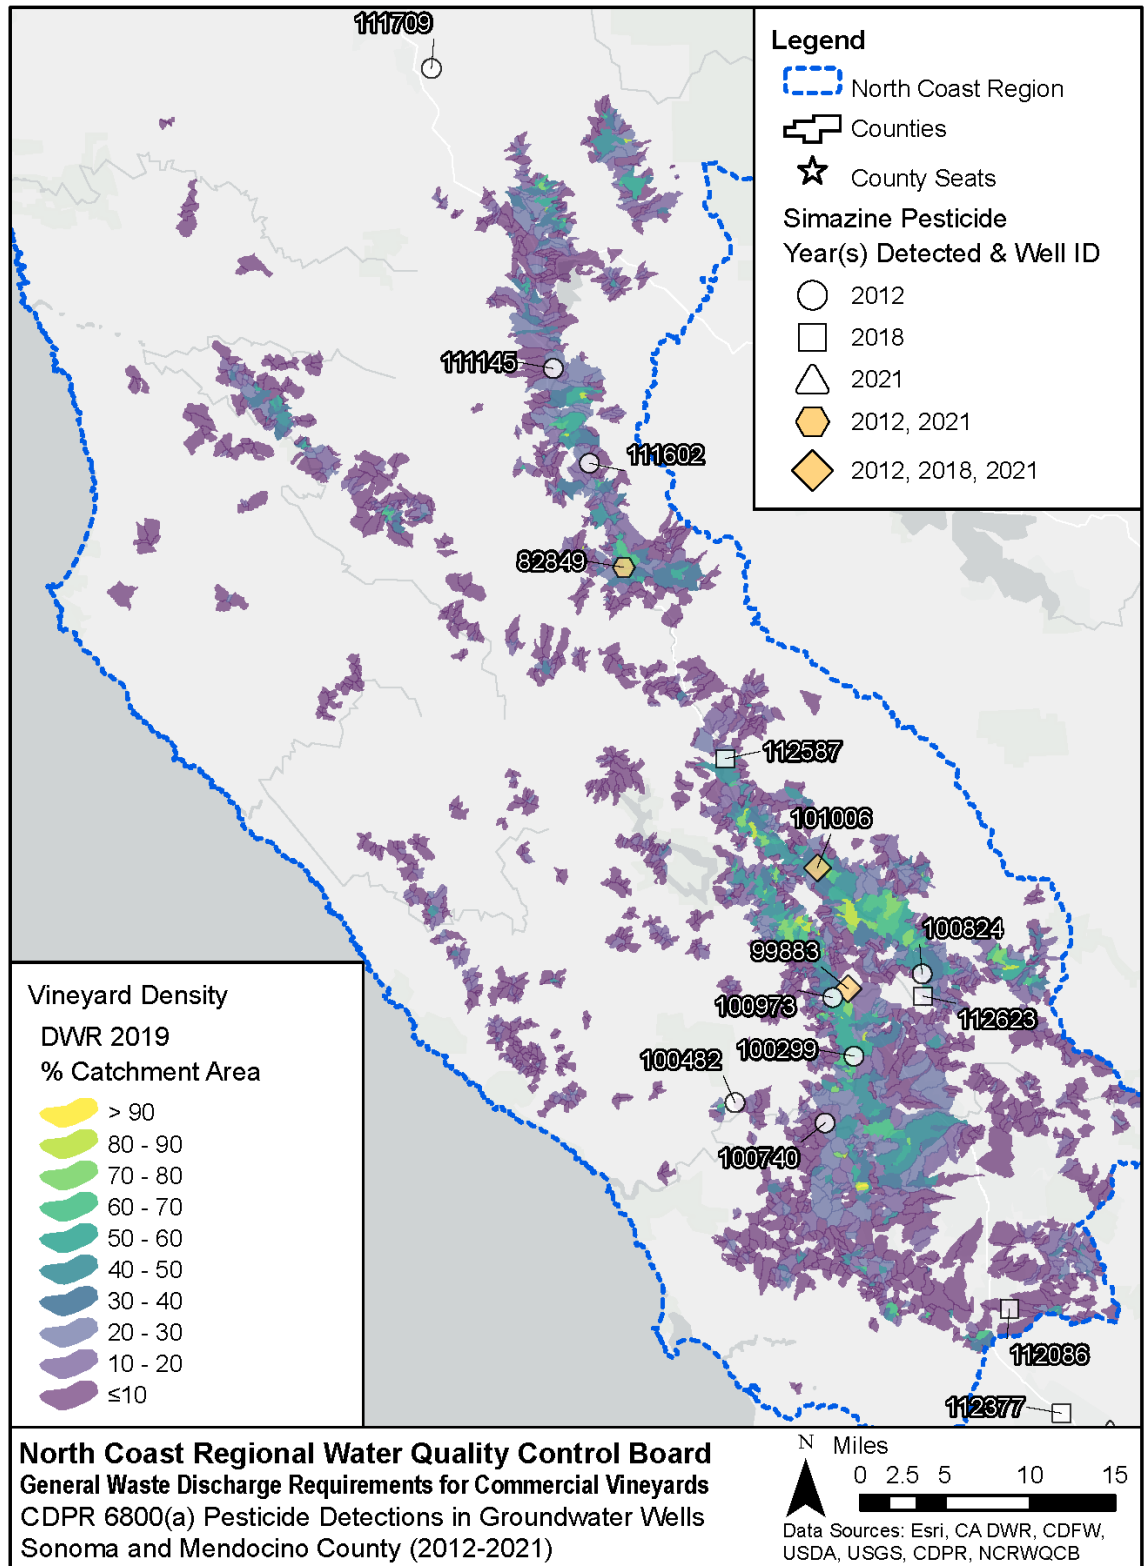 111709
Legend
North Coast Region
Counties
County Seats
Simazine Pesticide
Year(s) Detected & Well ID
2012
2018
2021
2012, 2021
2012, 2018, 2021
111145
111602
82849
112587
101006
100824
99883
100973
112623
100299
100482
100740
112086
112377
Vineyard Density
DWR 2019
% Catchment Area
> 90
80 - 90
70 - 80
60 - 70
50 - 60
40 - 50
30 - 40
20 - 30
10 - 20
≤10
North Coast Regional Water Quality Control Board
General Waste Discharge Requirements for Commercial Vineyards
CDPR 6800(a) Pesticide Detections in Groundwater Wells
Sonoma and Mendocino County (2012-2021)
N
Miles
0 2.5 5 10 15
Data Sources: Esri, CA DWR, CDFW,
USDA, USGS, CDPR, NCRWQCB